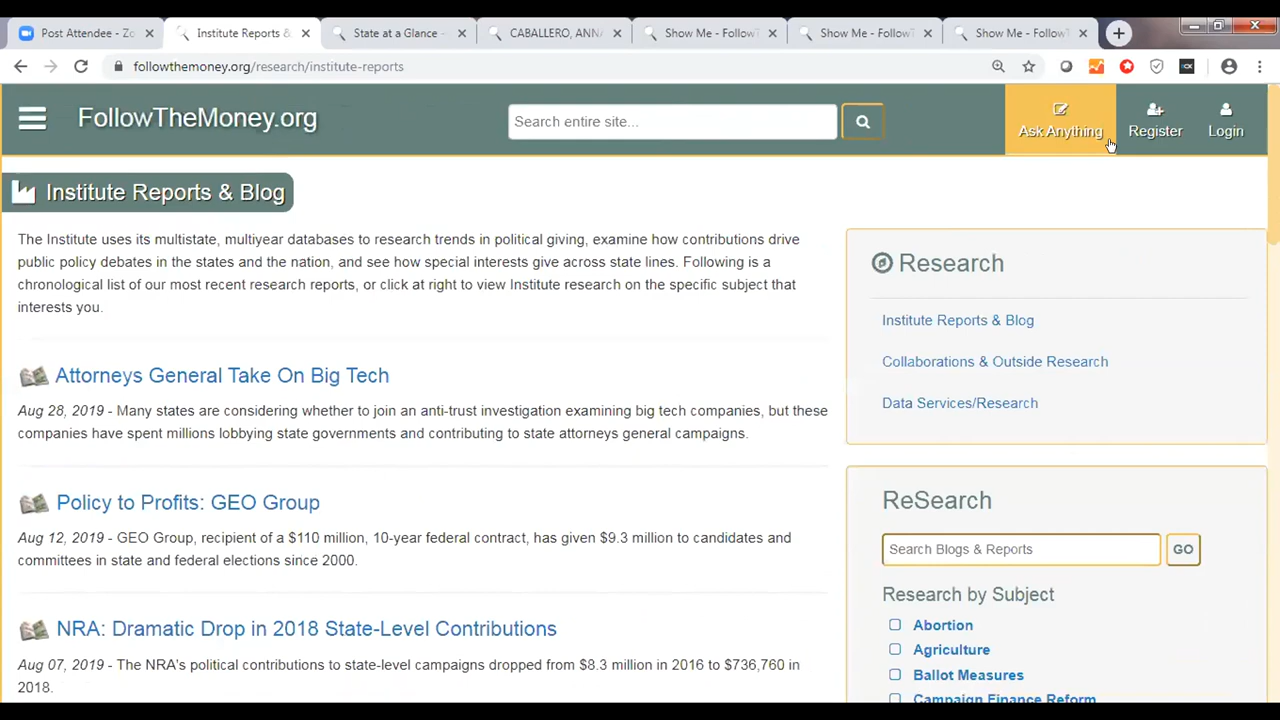 Post Attendee - Zo
Institute Reports &
State at a Glance -
CABALLERO, ANN
Show Me - Follow
Show Me - FollowT
Show Me - FollowT
followthemoney.org/research/institute-reports
FollowTheMoney.org
Search entire site...
Ask Anything
Register
Login
Institute Reports & Blog
The Institute uses its multistate, multiyear databases to research trends in political giving, examine how contributions drive
public policy debates in the states and the nation, and see how special interests give across state lines. Following is a
chronological list of our most recent research reports, or click at right to view Institute research on the specific subject that
interests you.
Attorneys General Take On Big Tech
Aug 28, 2019 - Many states are considering whether to join an anti-trust investigation examining big tech companies, but these
companies have spent millions lobbying state governments and contributing to state attorneys general campaigns.
Policy to Profits: GEO Group
Aug 12, 2019 - GEO Group, recipient of a $110 million, 10-year federal contract, has given $9.3 million to candidates and
committees in state and federal elections since 2000.
NRA: Dramatic Drop in 2018 State-Level Contributions
Aug 07, 2019 - The NRA's political contributions to state-level campaigns dropped from $8.3 million in 2016 to $736,760 in
2018.
Research
Institute Reports & Blog
Collaborations & Outside Research
Data Services/Research
ReSearch
Search Blogs & Reports
GO
Research by Subject
Abortion
Agriculture
Ballot Measures
Campaign Finance Reform